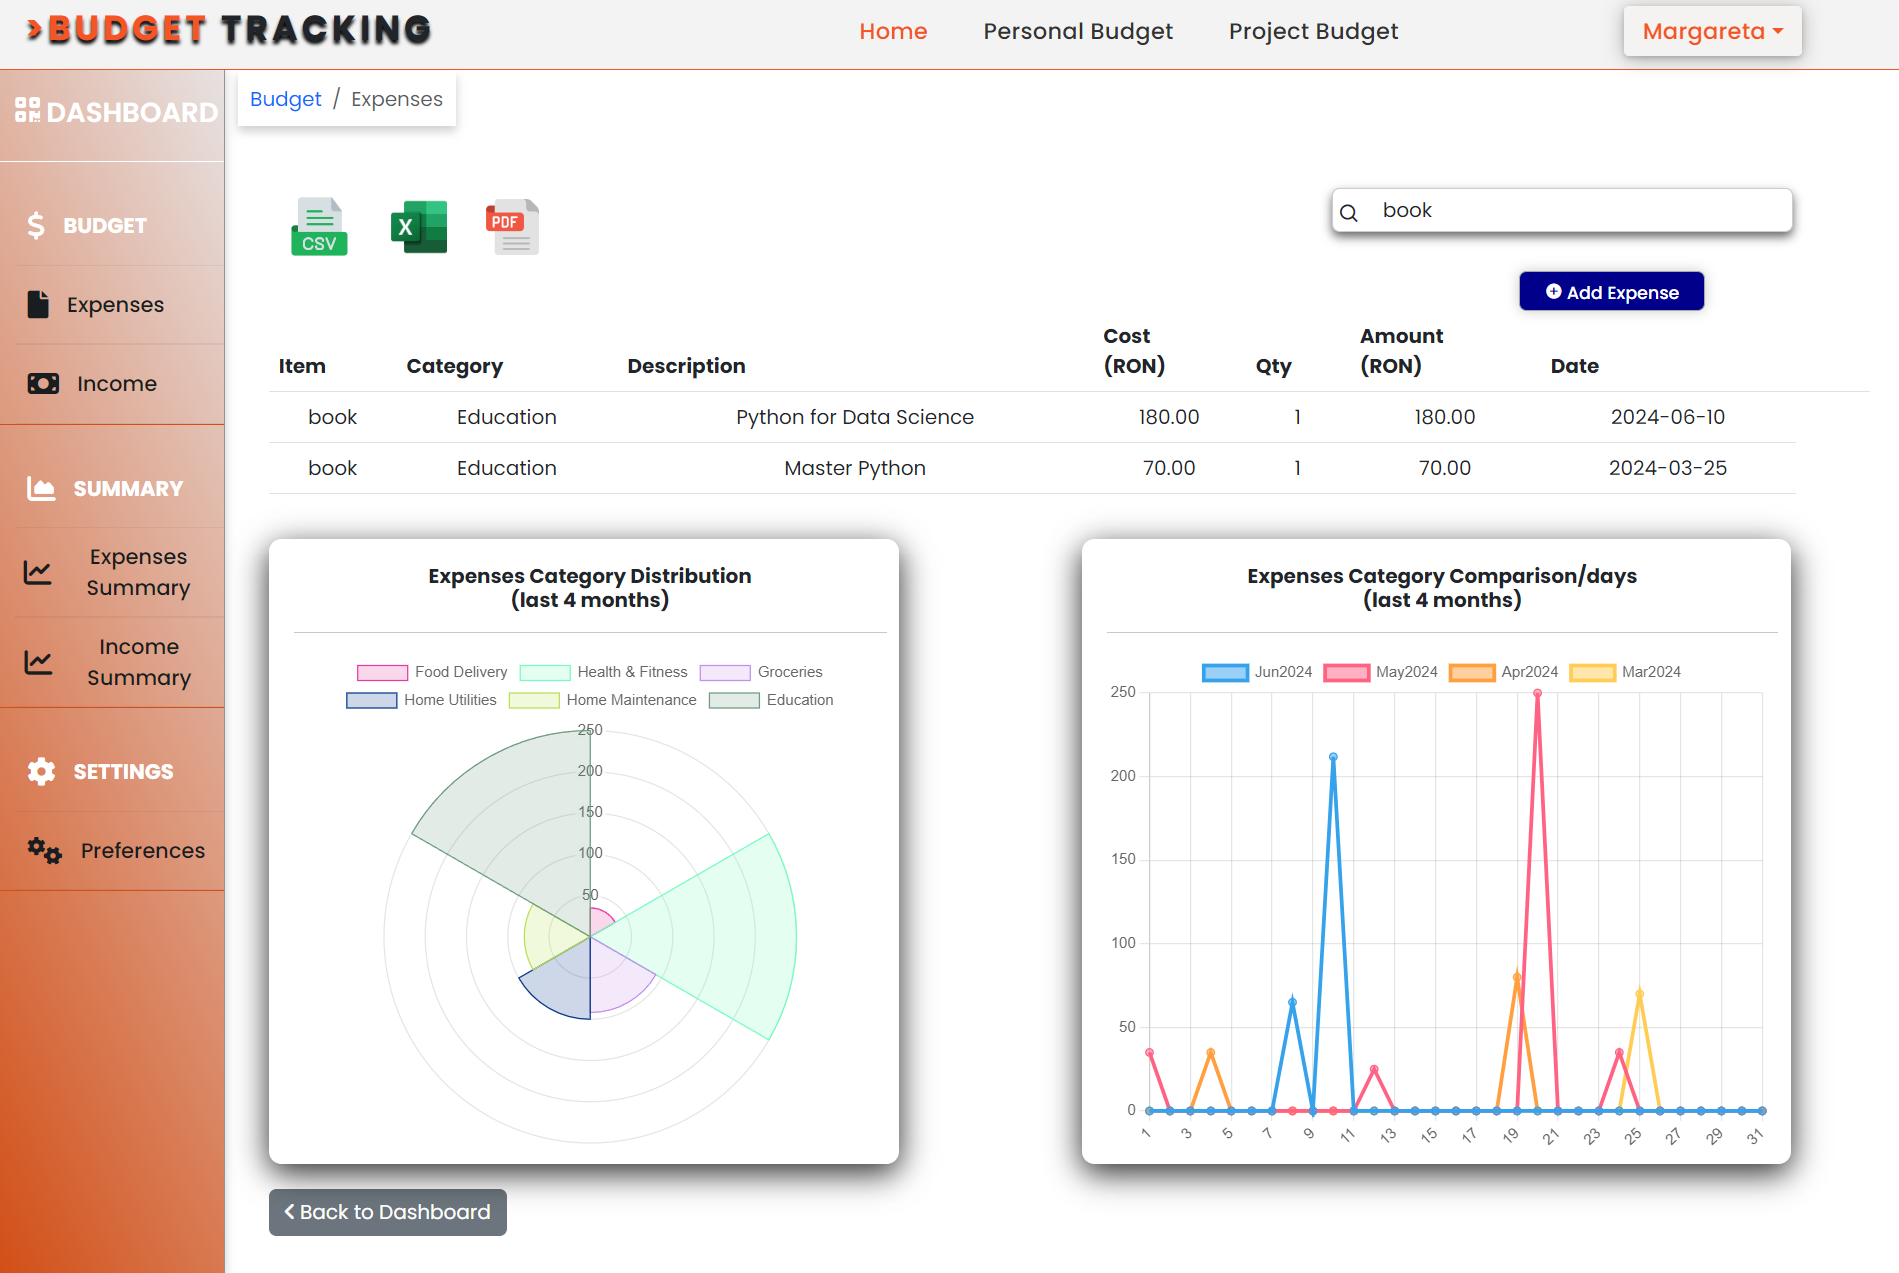 >BUDGET TRACKING
Home Personal Budget Project Budget
Margareta
DASHBOARD
BUDGET
Expenses
Income
SUMMARY
Expenses
Summary
Income
Summary
SETTINGS
Preferences
Budget / Expenses
CSV
X
PDF
book
Add Expense
Item Category Description Cost (RON) Qty Amount (RON) Date
book Education Python for Data Science 180.00 1 180.00 2024-06-10
book Education Master Python 70.00 1 70.00 2024-03-25
Expenses Category Distribution
(last 4 months)
Food Delivery Health & Fitness Groceries
Home Utilities Home Maintenance Education
250
200
150
100
50
Expenses Category Comparison/days
(last 4 months)
Jun2024 May2024 Apr2024 Mar2024
250
200
150
100
50
0
1 3 5 7 9 11 13 15 17 19 21 23 25 27 29 31
Back to Dashboard